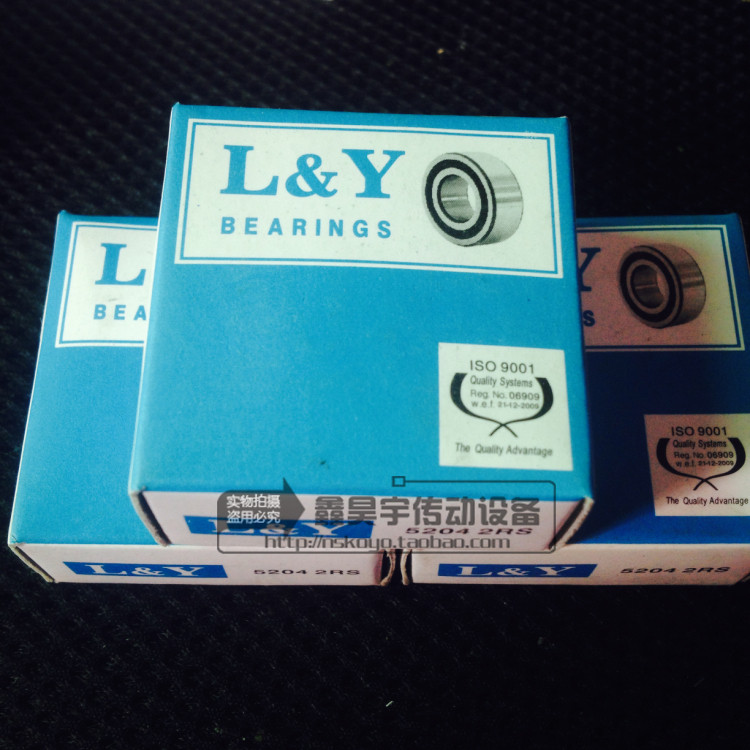 L&Y
BEARINGS
ISO 9001
Quality Systems
Reg. No. 06909
w.e.f. 21-12-2009
The Quality Advantage
L&Y 5204 2RS
L
BEA
L&Y 5204 2RS
Y
S
ISO 9001
Quality Systems
Reg. No. 06909
w.e.f. 21-12-2009
The Quality Advantage
L&Y 5204 2RS
实物拍摄
盗用必究
鑫昊宇传动设备
http://nskoyo.taobao.com